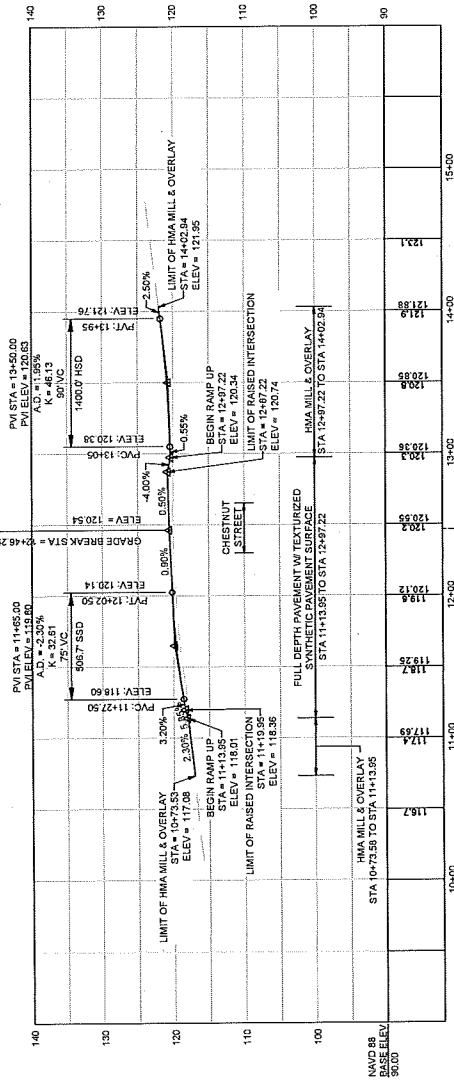 140
130
120
110
100
NAVD 88
BASE ELEV
90.00
PVI STA = 11+65.00
PVI ELEV = 119.80
A.D. = -2.30%
K = 32.61
75' VC
506.7' SSD
PVC: 11+27.50
ELEV: 118.60
PVT: 12+02.50
ELEV: 120.14
GRADE BREAK STA = 12+46.2
ELEV = 120.54
PVI STA = 13+50.00
PVI ELEV = 120.63
A.D. = 1.95%
K = 46.13
90' VC
1400.0' HSD
PVC: 13+05
ELEV: 120.38
PVT: 13+95
ELEV: 121.76
LIMIT OF HMA MILL & OVERLAY
STA = 10+73.53
ELEV = 117.08
2.30%
3.20%
BEGIN RAMP UP
STA = 11+13.95
ELEV = 118.01
LIMIT OF RAISED INTERSECTION
STA = 11+19.95
ELEV = 118.36
0.90%
0.50%
-4.00%
0.55%
2.50%
CHESTNUT
STREET
BEGIN RAMP UP
STA = 12+97.22
ELEV = 120.34
LIMIT OF RAISED INTERSECTION
STA = 12+87.22
ELEV = 120.74
LIMIT OF HMA MILL & OVERLAY
STA = 14+02.94
ELEV = 121.95
HMA MILL & OVERLAY
STA 10+73.58 TO STA 11+13.95
FULL DEPTH PAVEMENT W/ TEXTURIZED
SYNTHETIC PAVEMENT SURFACE
STA 11+13.95 TO STA 12+97.22
HMA MILL & OVERLAY
STA 12+97.22 TO STA 14+02.94
116.7
117.4
117.69
118.7
119.25
119.6
120.12
120.2
120.55
120.3
120.36
120.8
120.85
121.9
121.88
123.1
10+00
11+00
12+00
13+00
14+00
15+00
140
130
120
110
100
90